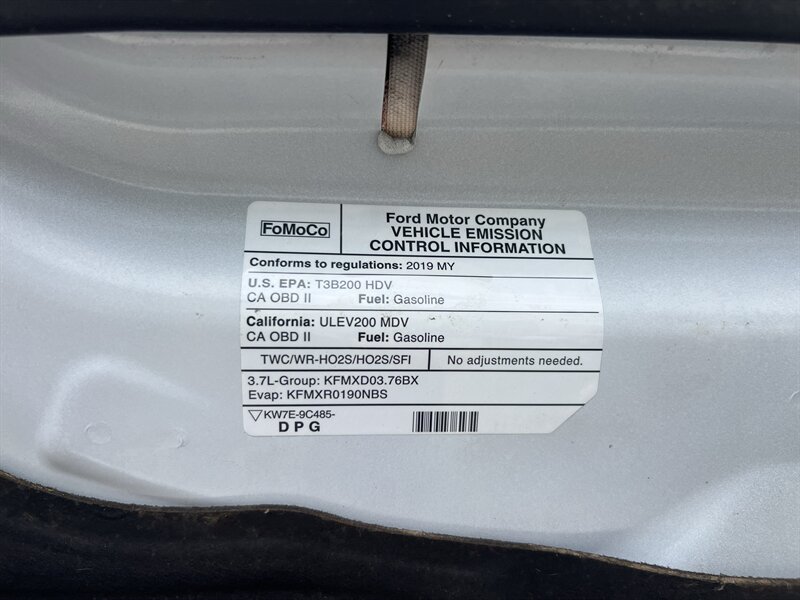 FoMoCo
Ford Motor Company
VEHICLE EMISSION
CONTROL INFORMATION
Conforms to regulations: 2019 MY
U.S. EPA: T3B200 HDV
CA OBD II Fuel: Gasoline
California: ULEV200 MDV
CA OBD II Fuel: Gasoline
TWC/WR-HO2S/HO2S/SFI No adjustments needed.
3.7L-Group: KFMXD03.76BX
Evap: KFMXR0190NBS
KW7E-9C485-
D P G